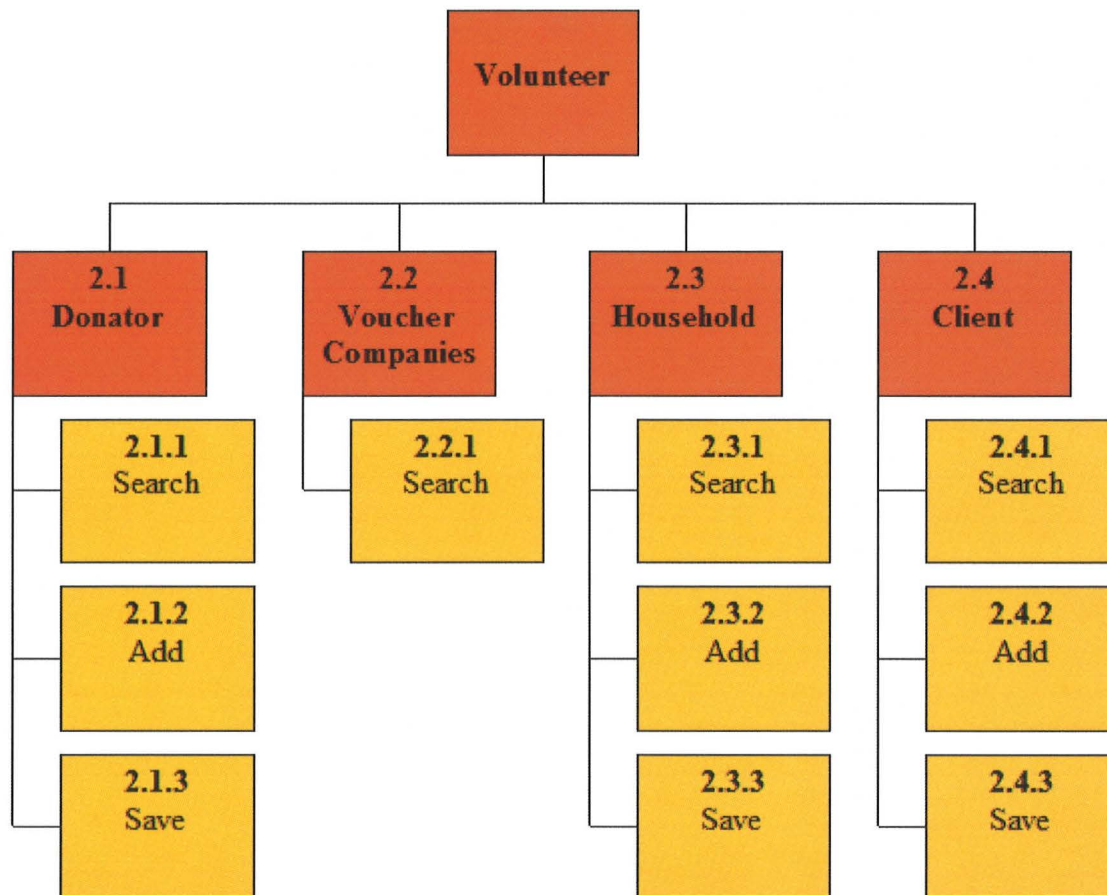 Volunteer
2.1
Donator
2.2
Voucher
Companies
2.3
Household
2.4
Client
2.1.1
Search
2.2.1
Search
2.3.1
Search
2.4.1
Search
2.1.2
Add
2.3.2
Add
2.4.2
Add
2.1.3
Save
2.3.3
Save
2.4.3
Save